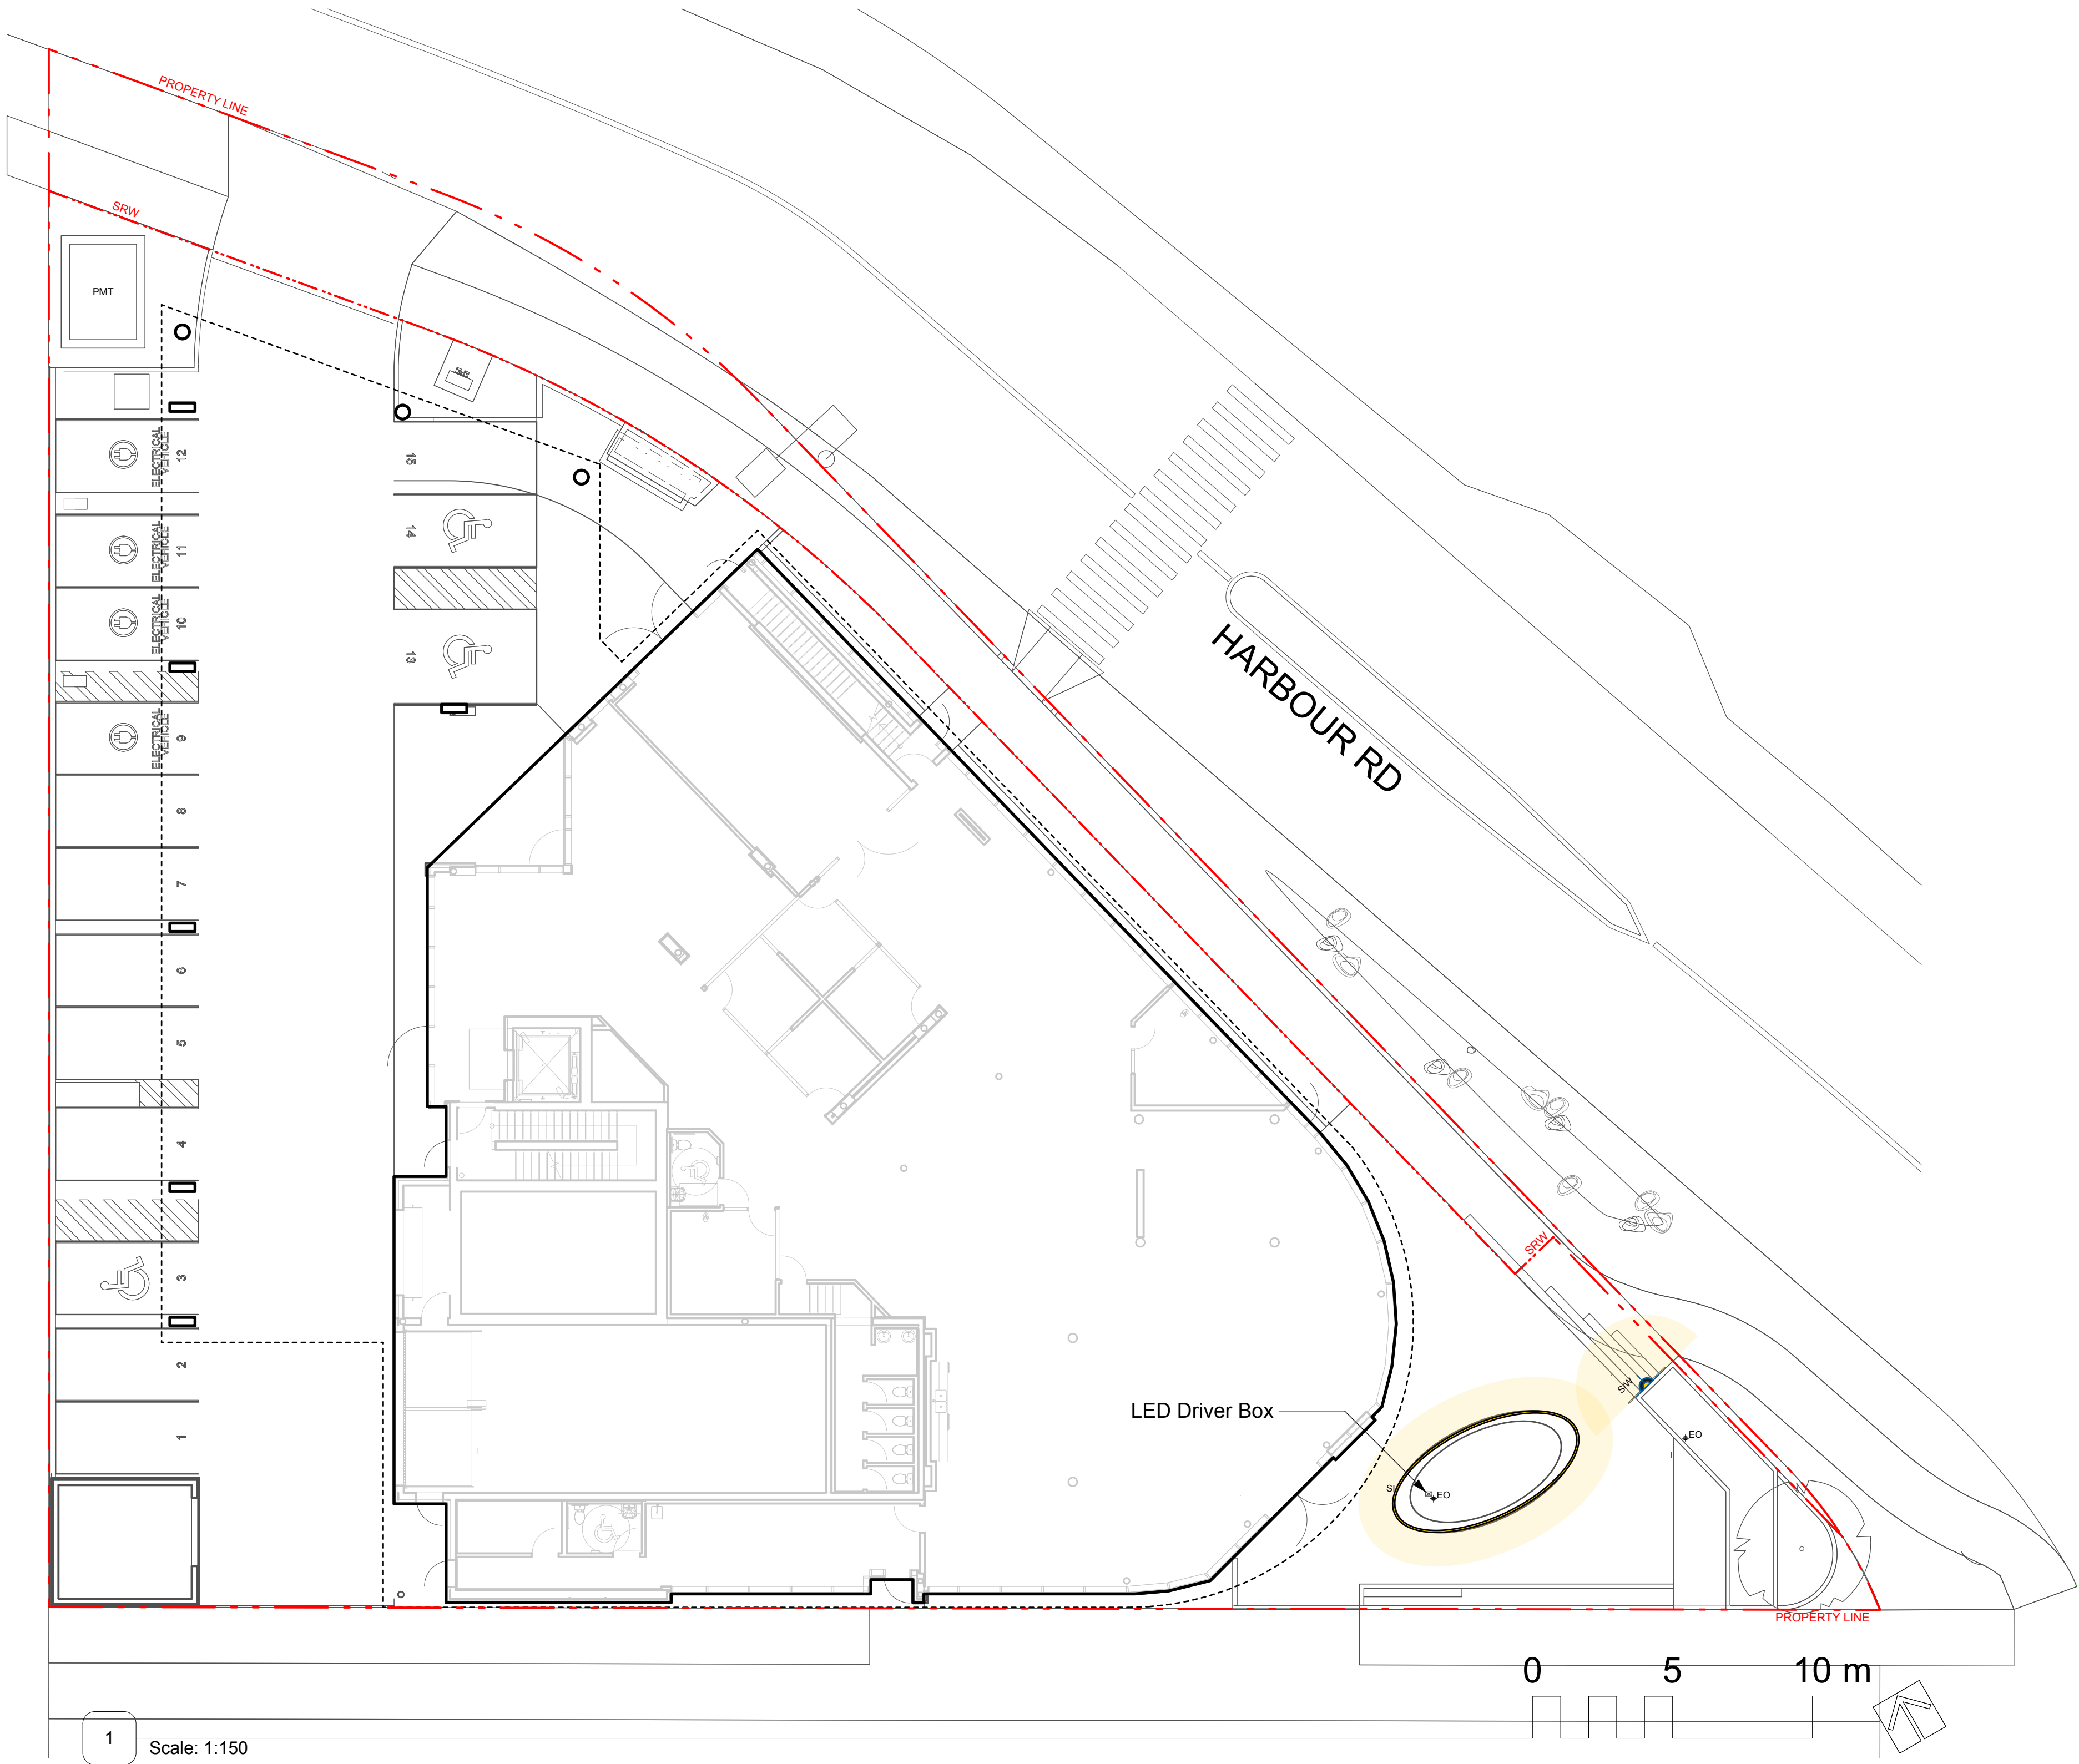 PROPERTY LINE
SRW
PMT
ELECTRICAL
VEHICLE
12
15
ELECTRICAL
VEHICLE
11
14
ELECTRICAL
VEHICLE
10
13
HARBOUR RD
ELECTRICAL
VEHICLE
9
8
7
6
5
4
3
SRW
2
S/W
LED Driver Box
1
EO
EO
PROPERTY LINE
0 5 10 m
1
Scale: 1:150